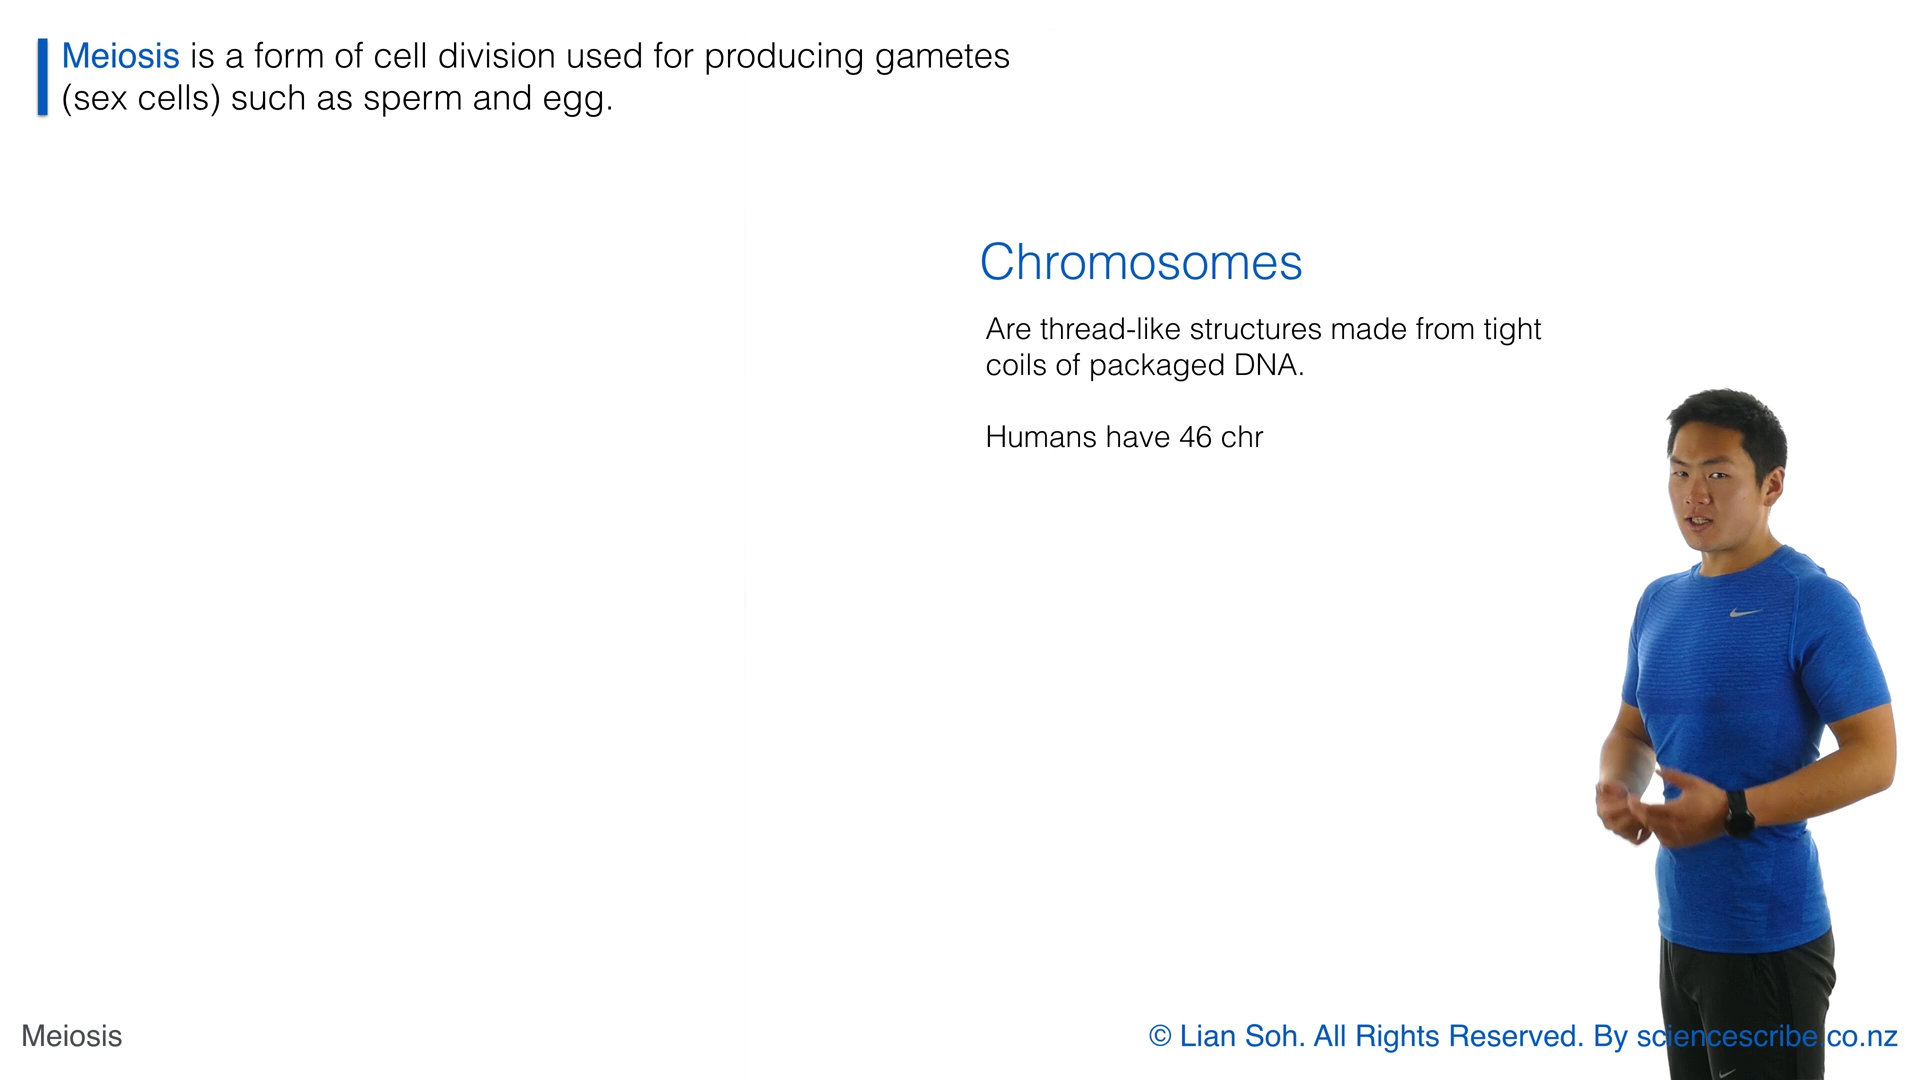 Meiosis is a form of cell division used for producing gametes
(sex cells) such as sperm and egg.
Chromosomes
Are thread-like structures made from tight
coils of packaged DNA.
Humans have 46 chr
Meiosis
© Lian Soh. All Rights Reserved. By sciencescribe.co.nz